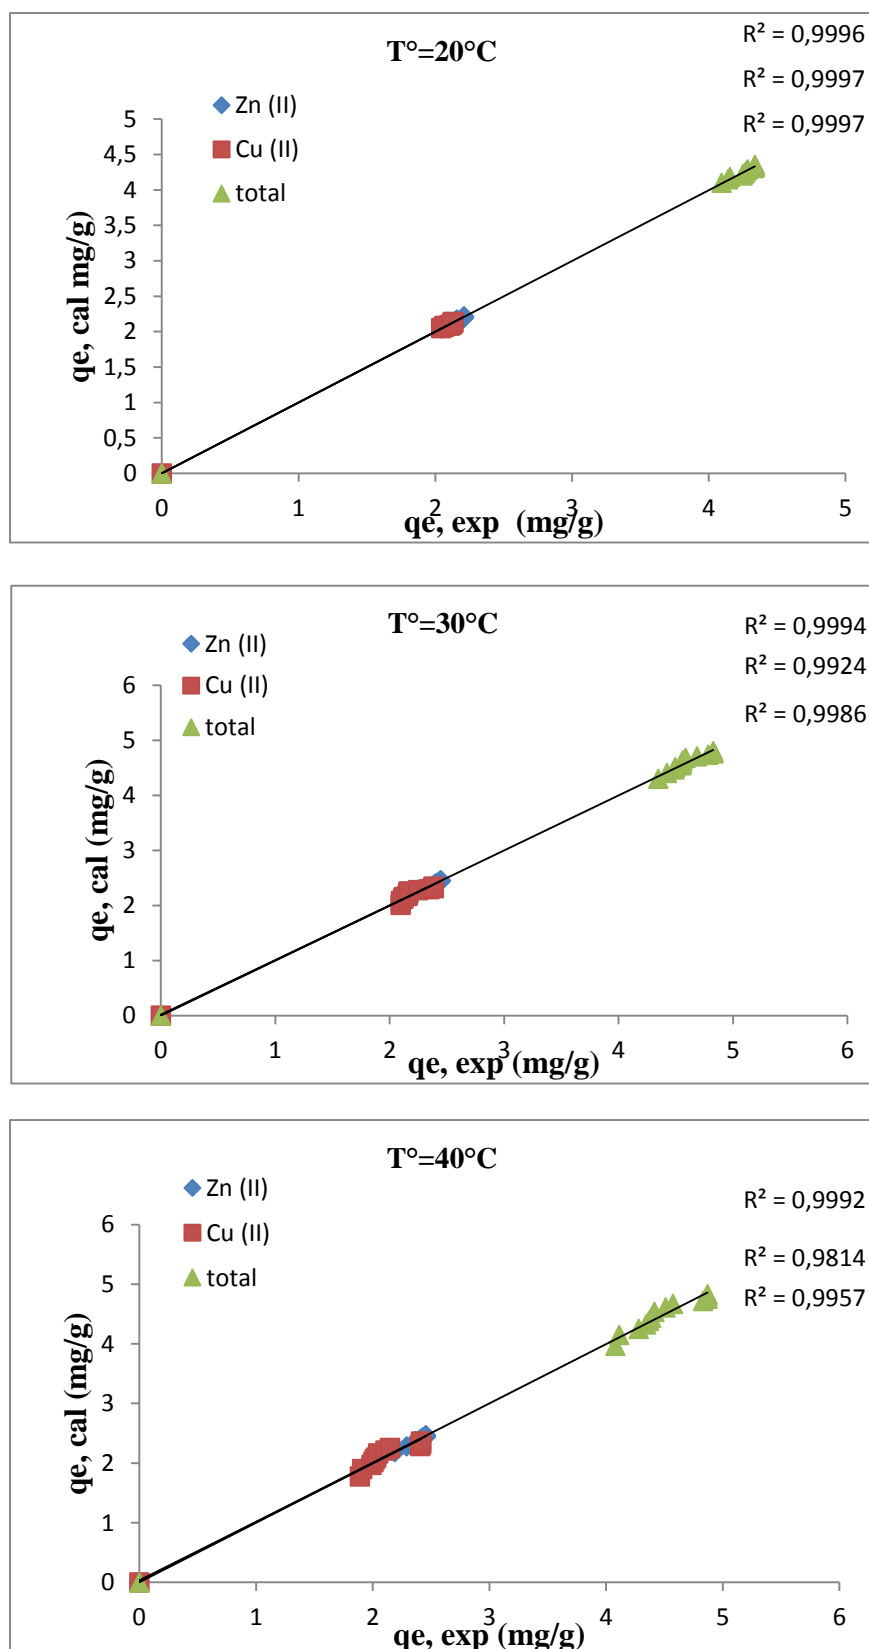 T°=20°C
R² = 0,9996
R² = 0,9997
R² = 0,9997
Zn (II)
Cu (II)
total
5
4,5
4
3,5
3
2,5
2
1,5
1
0,5
0
qe, cal mg/g)
0 1 2 3 4 5
qe, exp (mg/g)
T°=30°C
R² = 0,9994
R² = 0,9924
R² = 0,9986
Zn (II)
Cu (II)
total
6
5
4
3
2
1
0
qe, cal (mg/g)
0 1 2 3 4 5 6
qe, exp (mg/g)
T°=40°C
R² = 0,9992
R² = 0,9814
R² = 0,9957
Zn (II)
Cu (II)
total
6
5
4
3
2
1
0
qe, cal (mg/g)
0 1 2 3 4 5 6
qe, exp (mg/g)